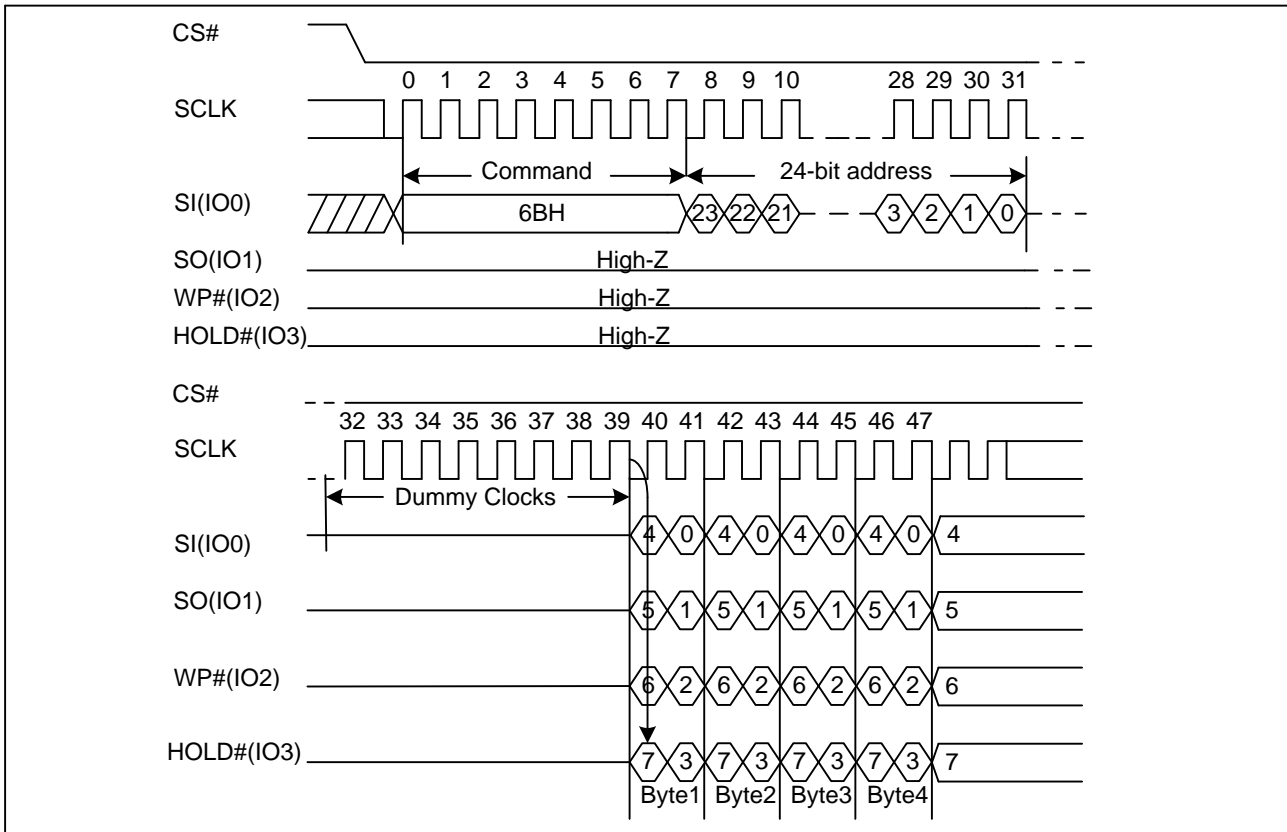 CS#
0 1 2 3 4 5 6 7 8 9 10 28 29 30 31
SCLK
Command 24-bit address
SI(IO0) 6BH 23 22 21 3 2 1 0
SO(IO1) High-Z
WP#(IO2) High-Z
HOLD#(IO3) High-Z
CS#
32 33 34 35 36 37 38 39 40 41 42 43 44 45 46 47
SCLK
Dummy Clocks
SI(IO0) 4 0 4 0 4 0 4 0 4
SO(IO1) 5 1 5 1 5 1 5 1 5
WP#(IO2) 6 2 6 2 6 2 6 2 6
HOLD#(IO3) 7 3 7 3 7 3 7 3 7
Byte1 Byte2 Byte3 Byte4